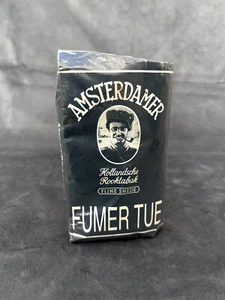 AMSTERDAMER
Hollandsche
Rooktabak
FIJNE SNEDE
FUMER TUE